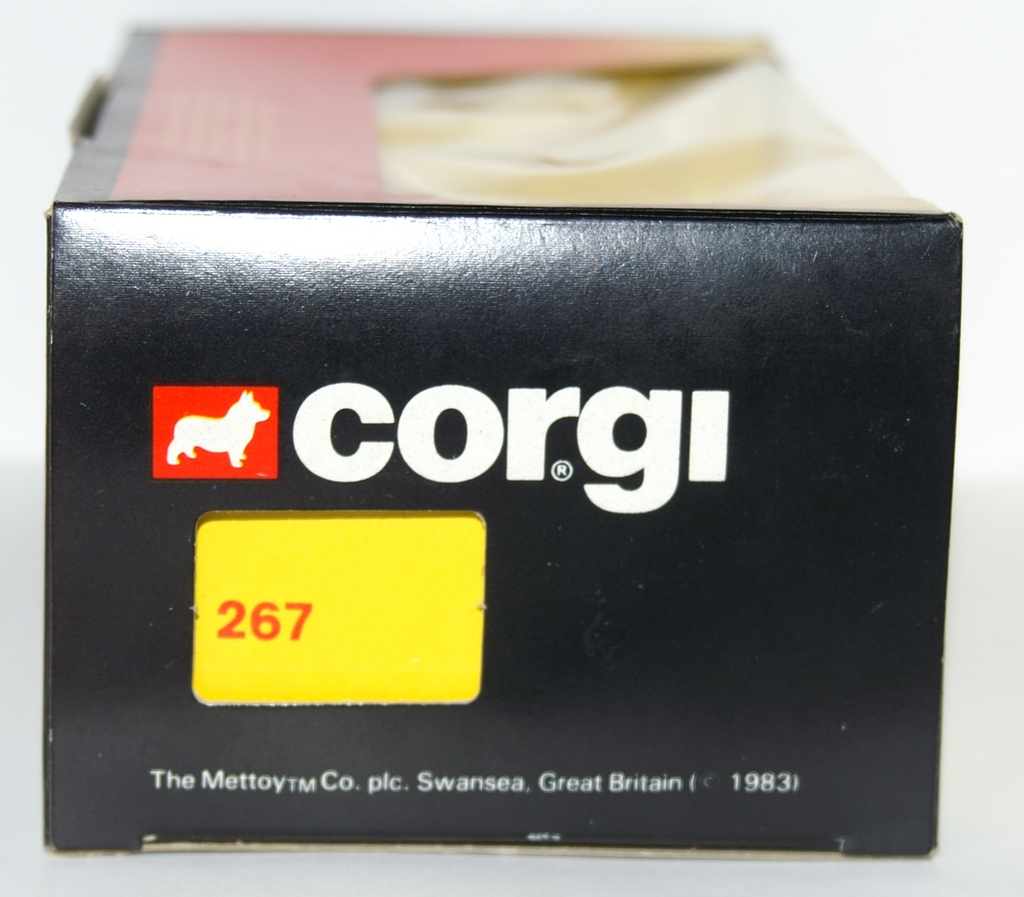 corgi®
267
The Mettoy™ Co. plc. Swansea, Great Britain (© 1983)